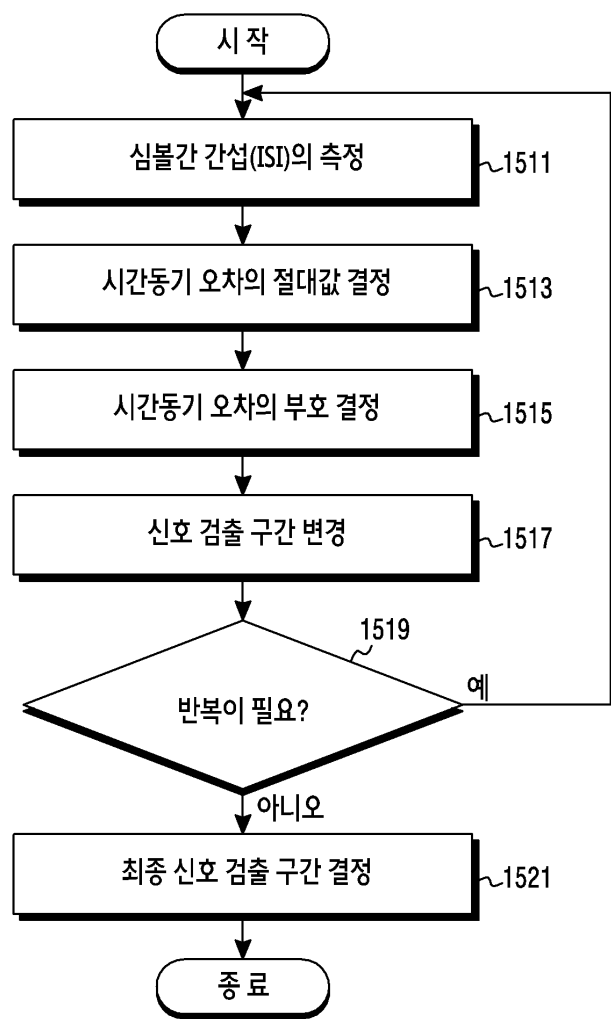 시 작
심볼간 간섭(ISI)의 측정
1511
시간동기 오차의 절대값 결정
1513
시간동기 오차의 부호 결정
1515
신호 검출 구간 변경
1517
1519
반복이 필요?
예
아니오
최종 신호 검출 구간 결정
1521
종 료